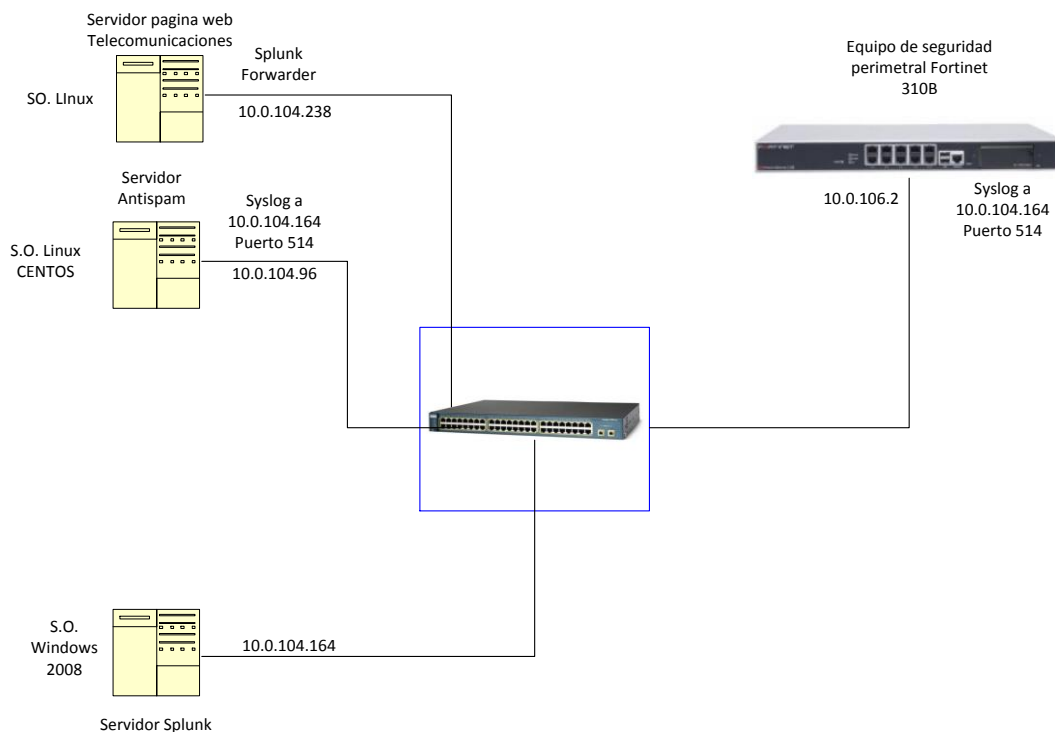 Servidor pagina web
Telecomunicaciones
Splunk
Forwarder
SO. LInux
10.0.104.238
Equipo de seguridad
perimetral Fortinet
310B
10.0.106.2
Syslog a
10.0.104.164
Puerto 514
Servidor
Antispam
Syslog a
10.0.104.164
Puerto 514
S.O. Linux
CENTOS
10.0.104.96
S.O.
Windows
2008
10.0.104.164
Servidor Splunk